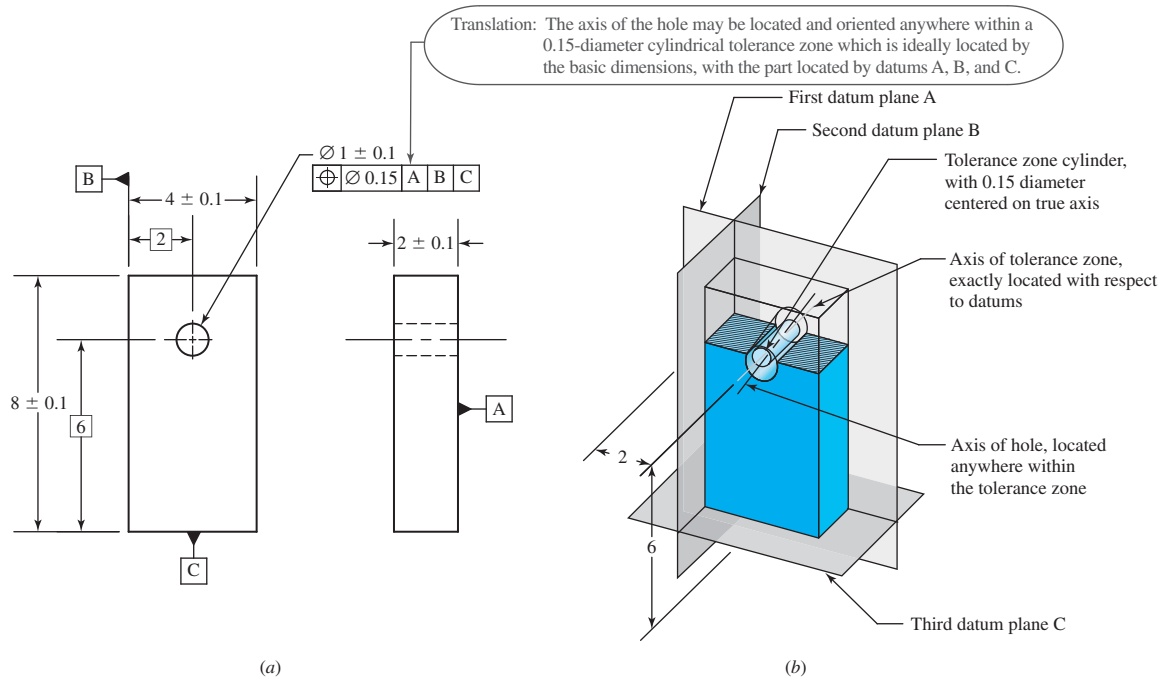 Translation: The axis of the hole may be located and oriented anywhere within a
0.15-diameter cylindrical tolerance zone which is ideally located by
the basic dimensions, with the part located by datums A, B, and C.
First datum plane A
Second datum plane B
Tolerance zone cylinder,
with 0.15 diameter
centered on true axis
Axis of tolerance zone,
exactly located with respect
to datums
Axis of hole, located
anywhere within
the tolerance zone
Third datum plane C
2
6
(b)
∅ 1 ± 0.1
⌖ ∅ 0.15 A B C
B
4 ± 0.1
2
2 ± 0.1
8 ± 0.1
6
A
C
(a)